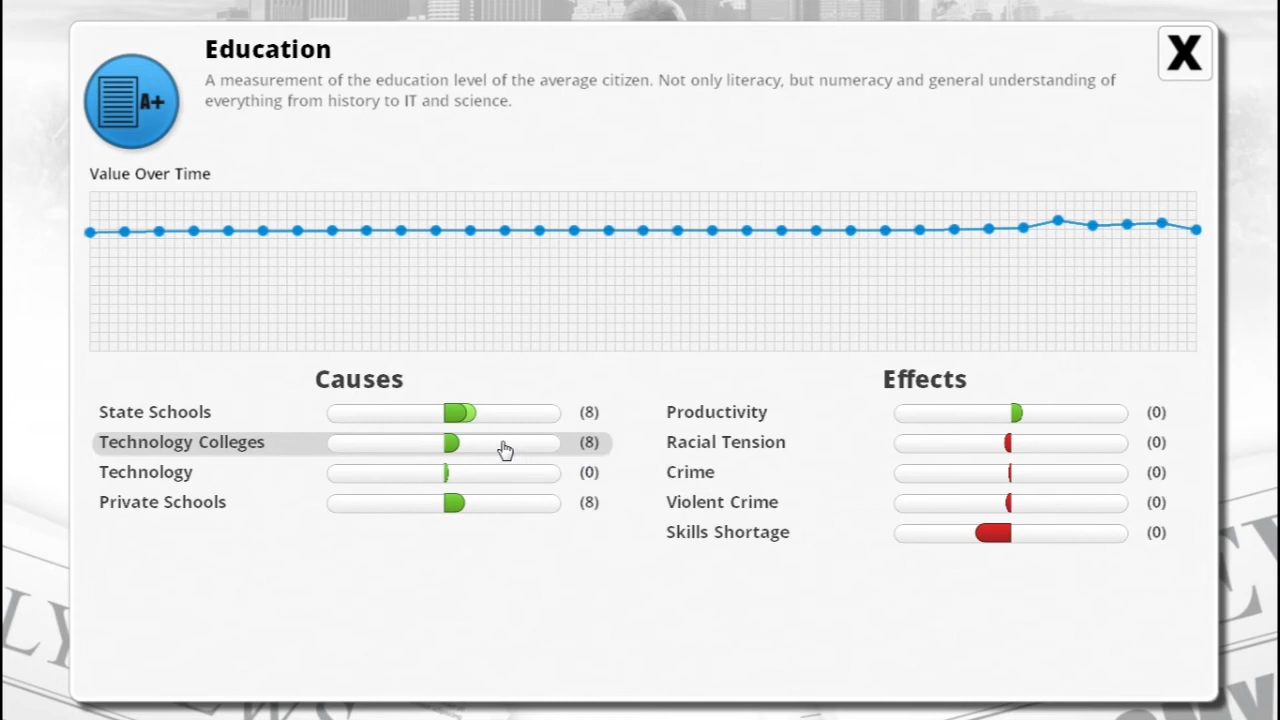 Education
A measurement of the education level of the average citizen. Not only literacy, but numeracy and general understanding of
everything from history to IT and science.
A+
X
Value Over Time
Causes
State Schools (8)
Technology Colleges (8)
Technology (0)
Private Schools (8)
Effects
Productivity (0)
Racial Tension (0)
Crime (0)
Violent Crime (0)
Skills Shortage (0)